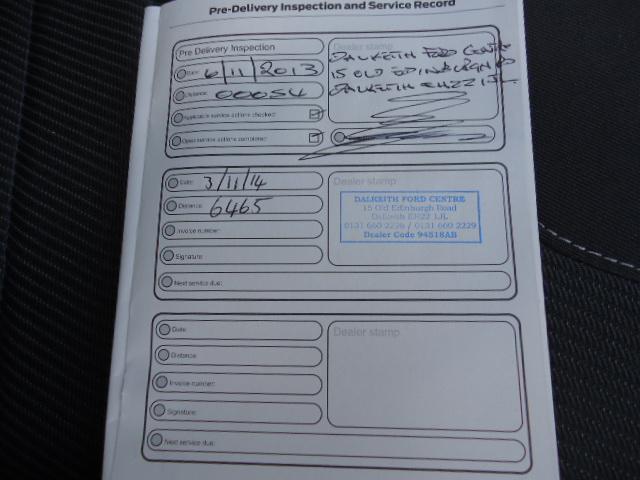 Pre-Delivery Inspection and Service Record
Pre Delivery Inspection
Date: 6/11/2013
Distance: 00054
Applicable service actions checked:
Open service actions completed:
Dealer stamp
DALKEITH FORD CENTRE
15 OLD EDINBURGH RD
DALKEITH EH22 1JL
Date: 3/11/14
Distance: 6465
Invoice number:
Signature:
Next service due:
Dealer stamp
DALKEITH FORD CENTRE
15 Old Edinburgh Road
Dalkeith EH22 1JL
0131 660 2226 / 0131 660 2229
Dealer Code 94518AB
Date:
Distance:
Invoice number:
Signature:
Next service due:
Dealer stamp